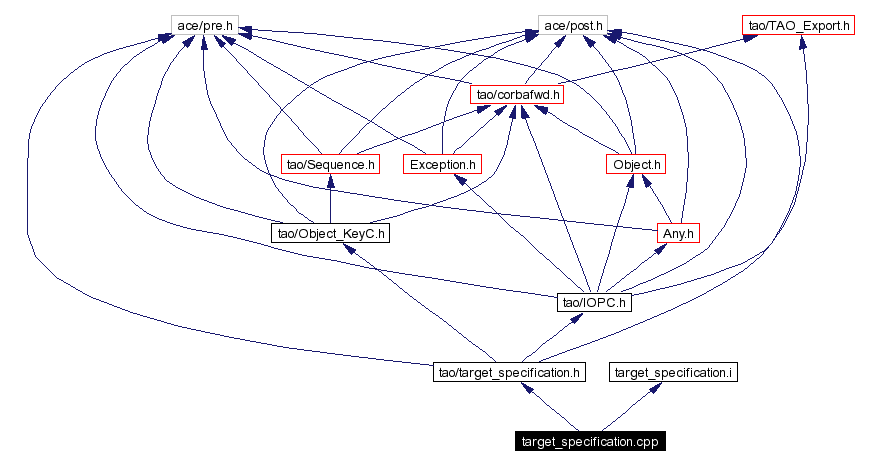 ace/pre.h
ace/post.h
tao/TAO_Export.h
tao/corbafwd.h
tao/Sequence.h
Exception.h
Object.h
tao/Object_KeyC.h
Any.h
tao/IOPC.h
tao/target_specification.h
target_specification.i
target_specification.cpp